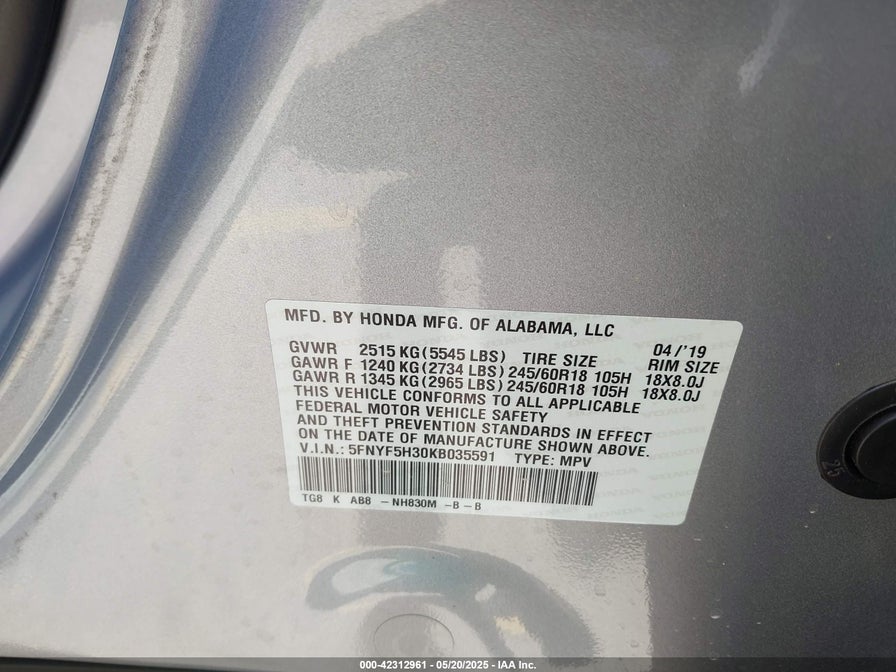 MFD. BY HONDA MFG. OF ALABAMA, LLC
GVWR 2515 KG (5545 LBS) TIRE SIZE 04/'19 RIM SIZE
GAWR F 1240 KG (2734 LBS) 245/60R18 105H 18X8.0J
GAWR R 1345 KG (2965 LBS) 245/60R18 105H 18X8.0J
THIS VEHICLE CONFORMS TO ALL APPLICABLE
FEDERAL MOTOR VEHICLE SAFETY
AND THEFT PREVENTION STANDARDS IN EFFECT
ON THE DATE OF MANUFACTURE SHOWN ABOVE.
V.I.N.: 5FNYF5H30KB035591 TYPE: MPV
TG8 K AB8 -NH830M -B-B
25
000-42312961 - 05/20/2025 - IAA Inc.